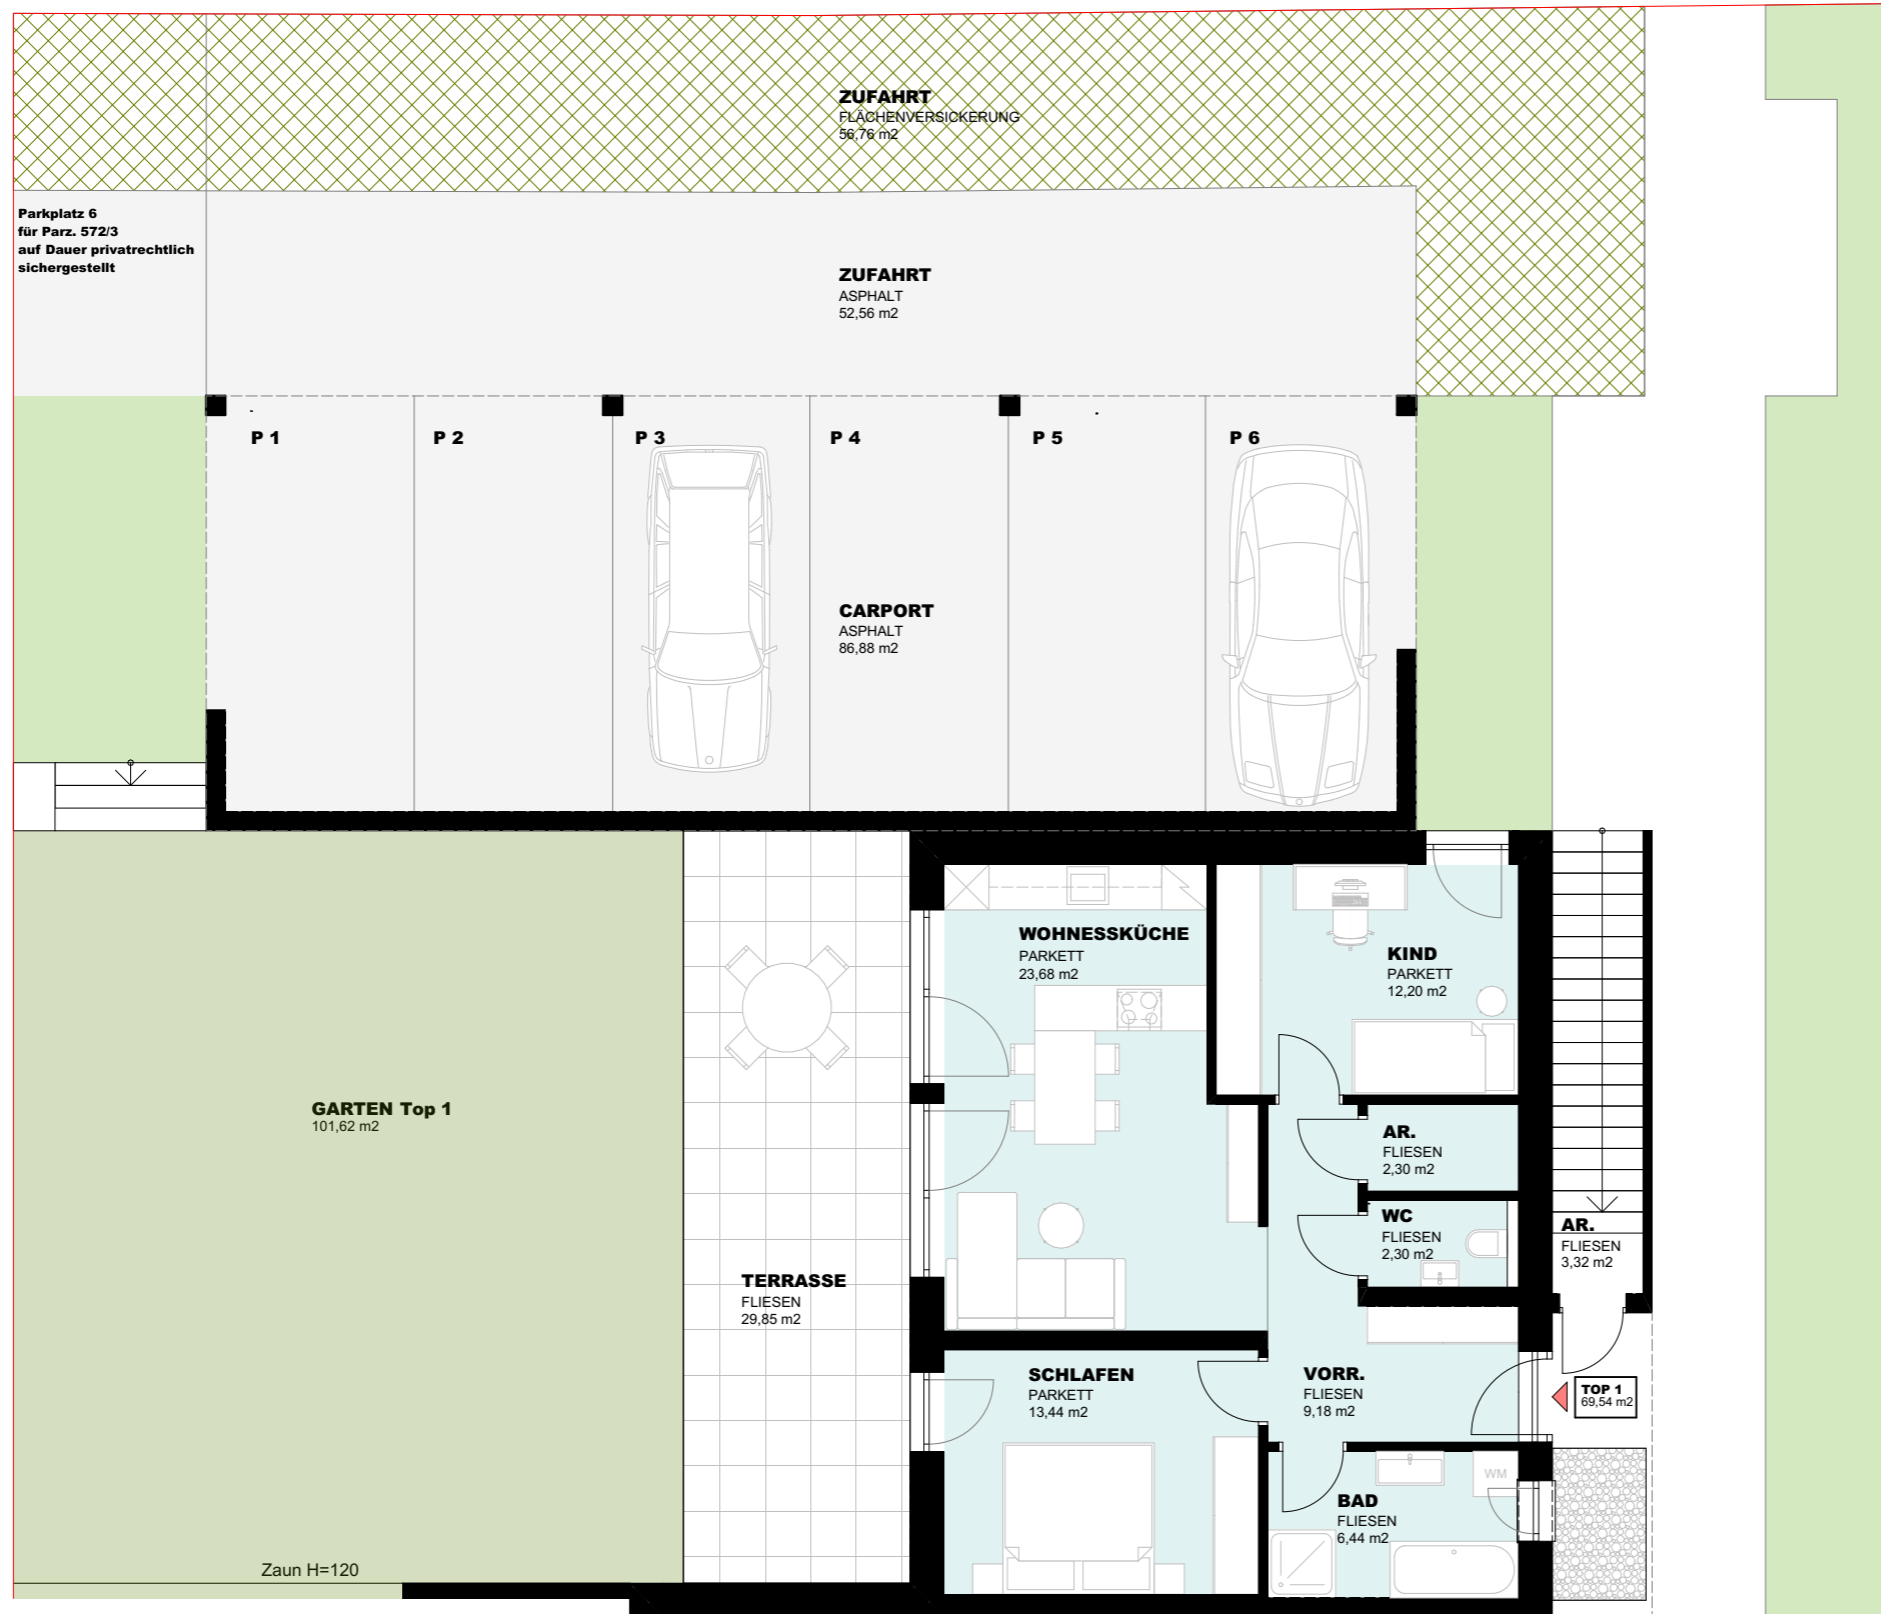 ZUFAHRT
FLÄCHENVERSICKERUNG
56,76 m2
Parkplatz 6
für Parz. 572/3
auf Dauer privatrechtlich
sichergestellt
ZUFAHRT
ASPHALT
52,56 m2
P 1
P 2
P 3
P 4
P 5
P 6
CARPORT
ASPHALT
86,88 m2
WOHNESSKÜCHE
PARKETT
23,68 m2
KIND
PARKETT
12,20 m2
GARTEN Top 1
101,62 m2
AR.
FLIESEN
2,30 m2
WC
FLIESEN
2,30 m2
AR.
FLIESEN
3,32 m2
TERRASSE
FLIESEN
29,85 m2
SCHLAFEN
PARKETT
13,44 m2
VORR.
FLIESEN
9,18 m2
TOP 1
69,54 m2
WM
BAD
FLIESEN
6,44 m2
Zaun H=120